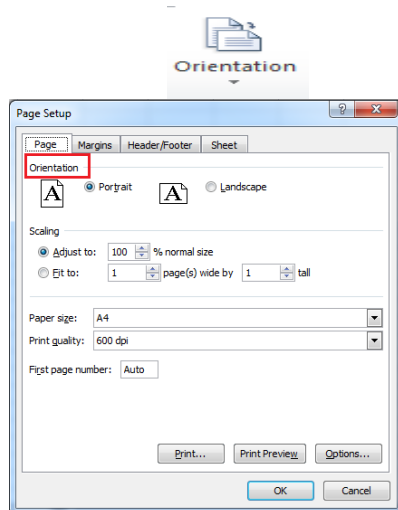 Orientation
Page Setup
Page Margins Header/Footer Sheet
Orientation
A Portrait A Landscape
Scaling
Adjust to: 100 % normal size
Fit to: 1 page(s) wide by 1 tall
Paper size: A4
Print quality: 600 dpi
First page number: Auto
Print... Print Preview Options...
OK Cancel